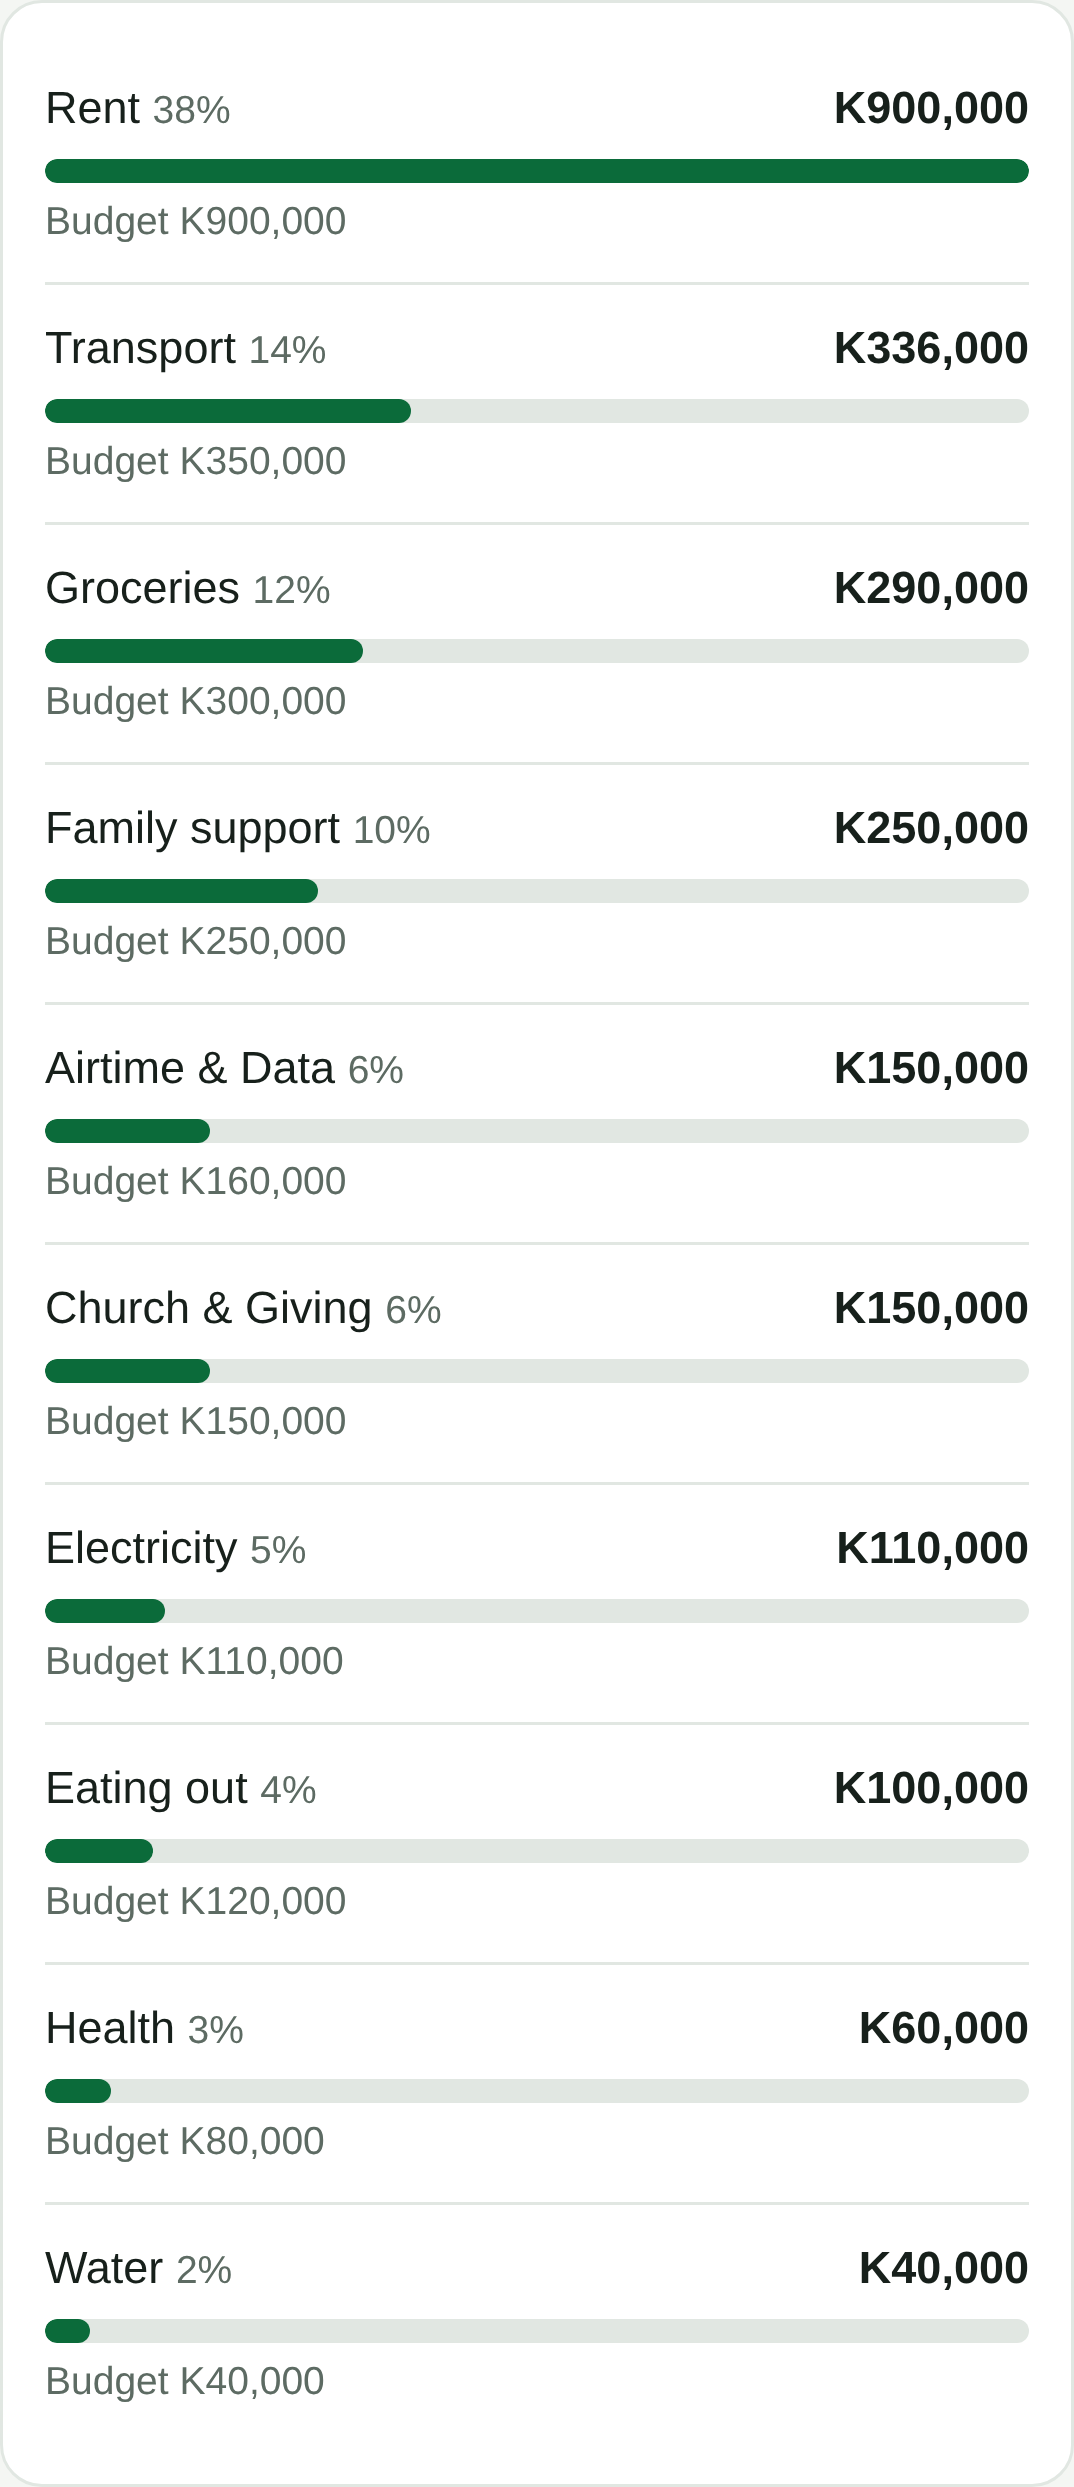 Rent 38% K900,000
Budget K900,000
Transport 14% K336,000
Budget K350,000
Groceries 12% K290,000
Budget K300,000
Family support 10% K250,000
Budget K250,000
Airtime & Data 6% K150,000
Budget K160,000
Church & Giving 6% K150,000
Budget K150,000
Electricity 5% K110,000
Budget K110,000
Eating out 4% K100,000
Budget K120,000
Health 3% K60,000
Budget K80,000
Water 2% K40,000
Budget K40,000